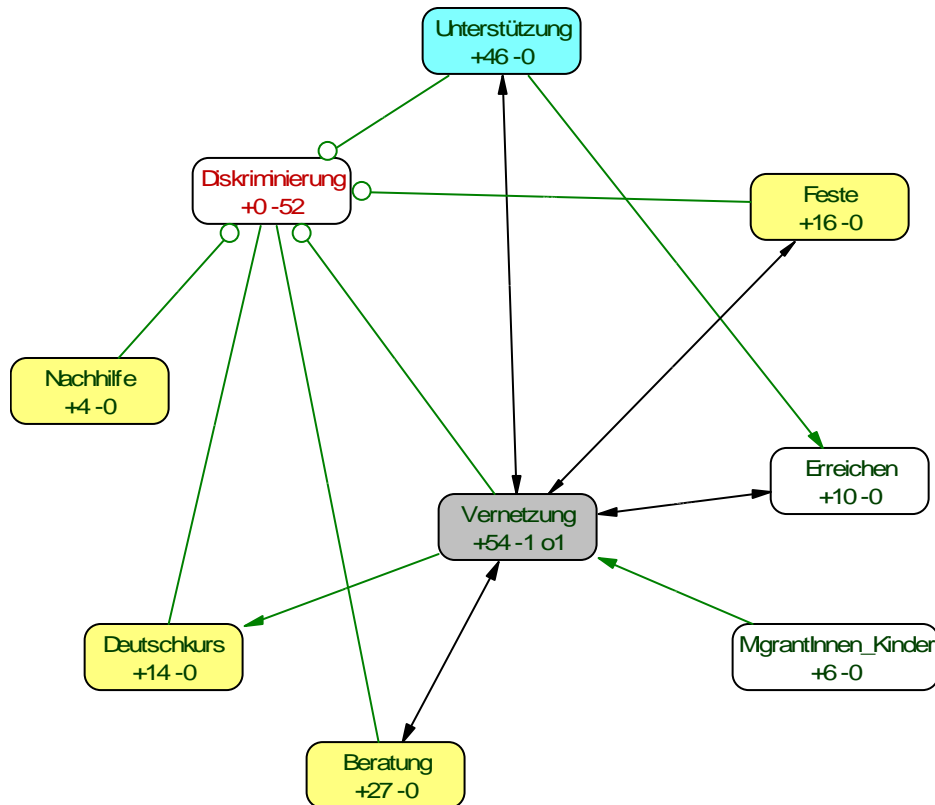 Unterstützung
+46 -0
Diskriminierung
+0 -52
Feste
+16 -0
Nachhilfe
+4 -0
Erreichen
+10 -0
Vernetzung
+54 -1 o1
Deutschkurs
+14 -0
MigrantInnen_Kinder
+6 -0
Beratung
+27 -0